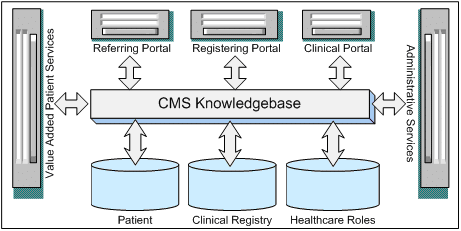 Referring Portal
Registering Portal
Clinical Portal
Value Added Patient Services
CMS Knowledgebase
Administrative Services
Patient
Clinical Registry
Healthcare Roles